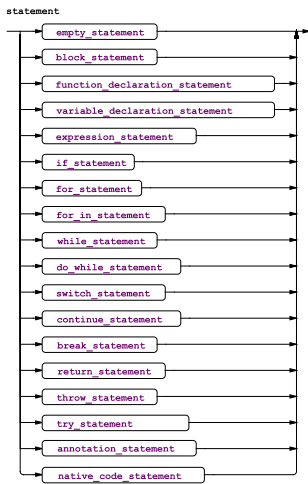 statement
empty_statement
block_statement
function_declaration_statement
variable_declaration_statement
expression_statement
if_statement
for_statement
for_in_statement
while_statement
do_while_statement
switch_statement
continue_statement
break_statement
return_statement
throw_statement
try_statement
annotation_statement
native_code_statement